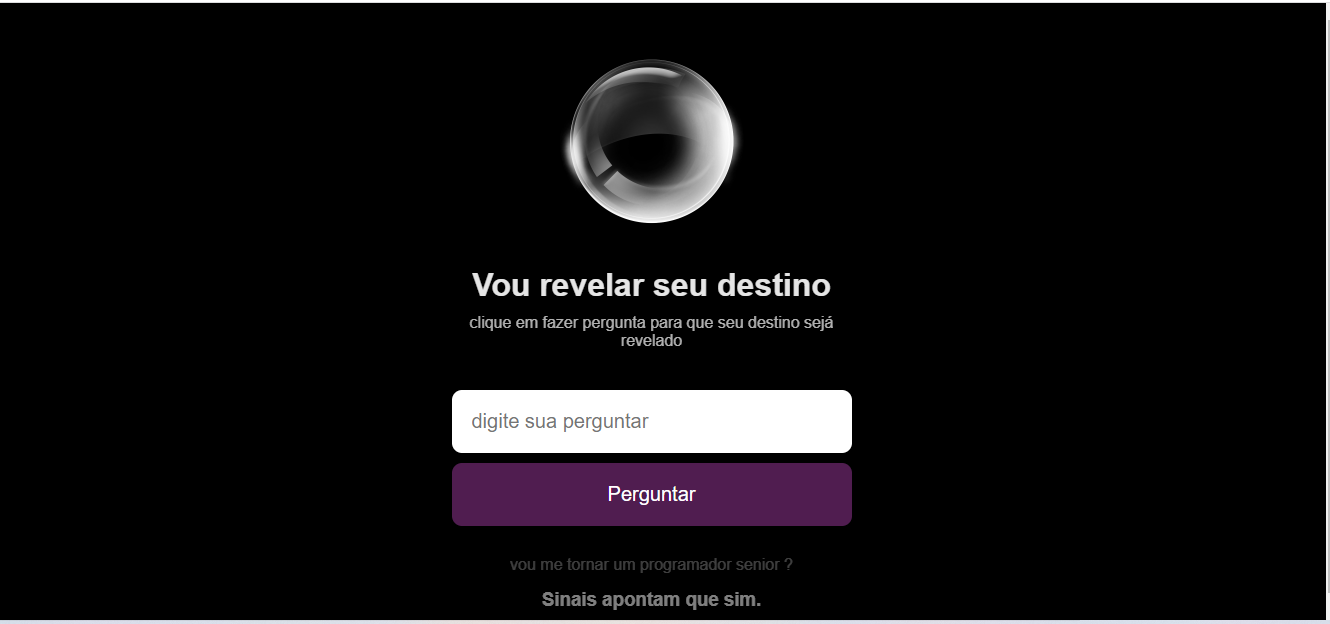 Vou revelar seu destino
clique em fazer pergunta para que seu destino sejá
revelado
digite sua perguntar
Perguntar
vou me tornar um programador senior ?
Sinais apontam que sim.